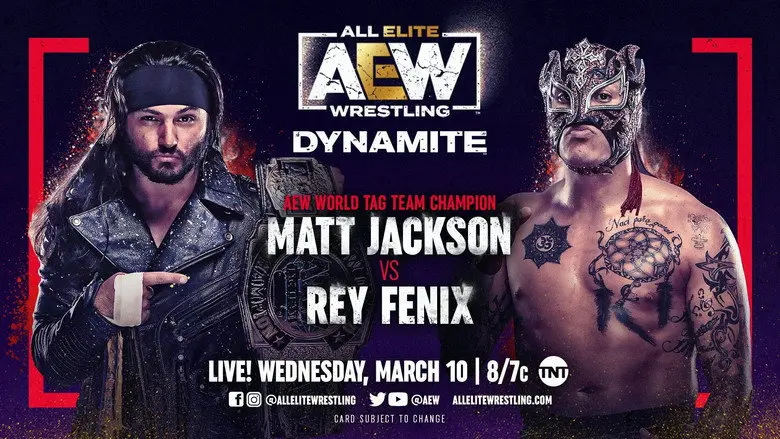 ALL ELITE
AEW
WRESTLING™
DYNAMITE
AEW WORLD TAG TEAM CHAMPION
MATT JACKSON
VS
REY FENIX
LIVE! WEDNESDAY, MARCH 10 | 8/7c TNT
@ALLELITEWRESTLING @AEW ALLELITEWRESTLING.COM
CARD SUBJECT TO CHANGE